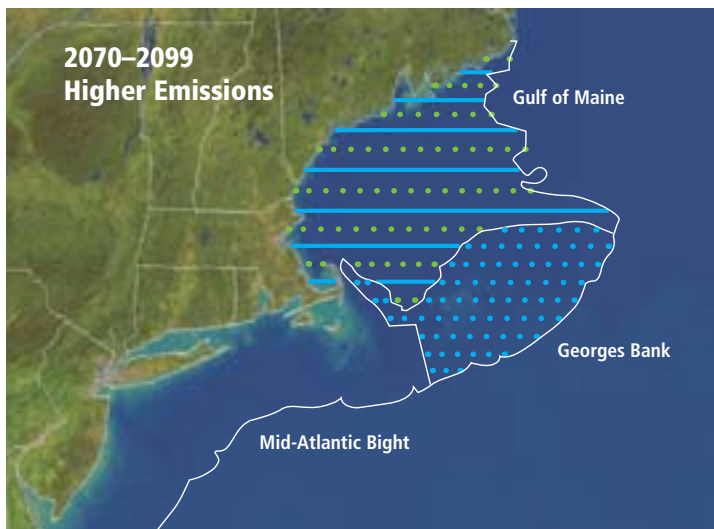 2070–2099
Higher Emissions
Gulf of Maine
Georges Bank
Mid-Atlantic Bight